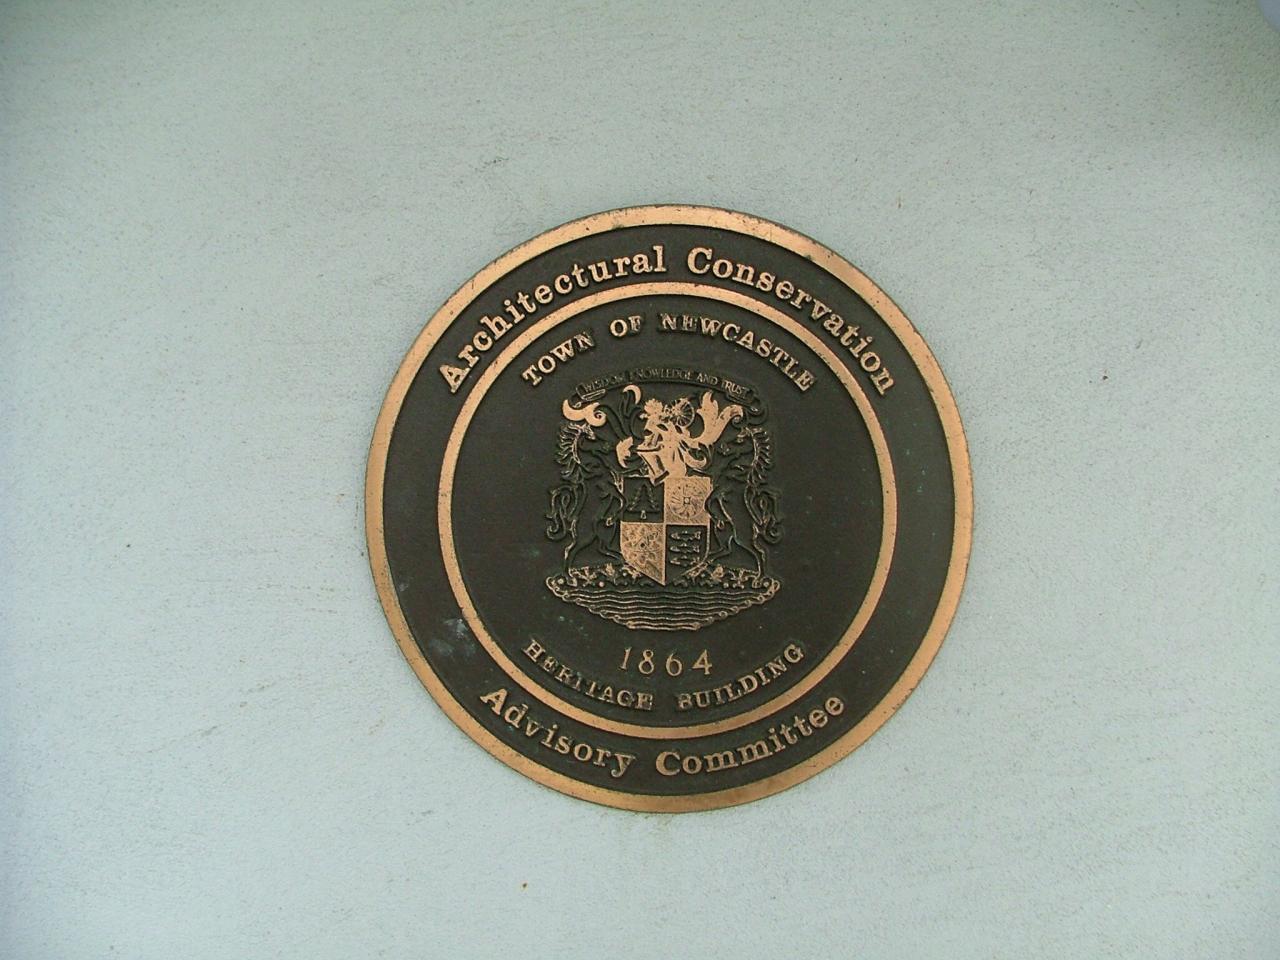 Architectural Conservation
TOWN OF NEWCASTLE
WISDOM KNOWLEDGE AND TRUST
1864
HERITAGE BUILDING
Advisory Committee